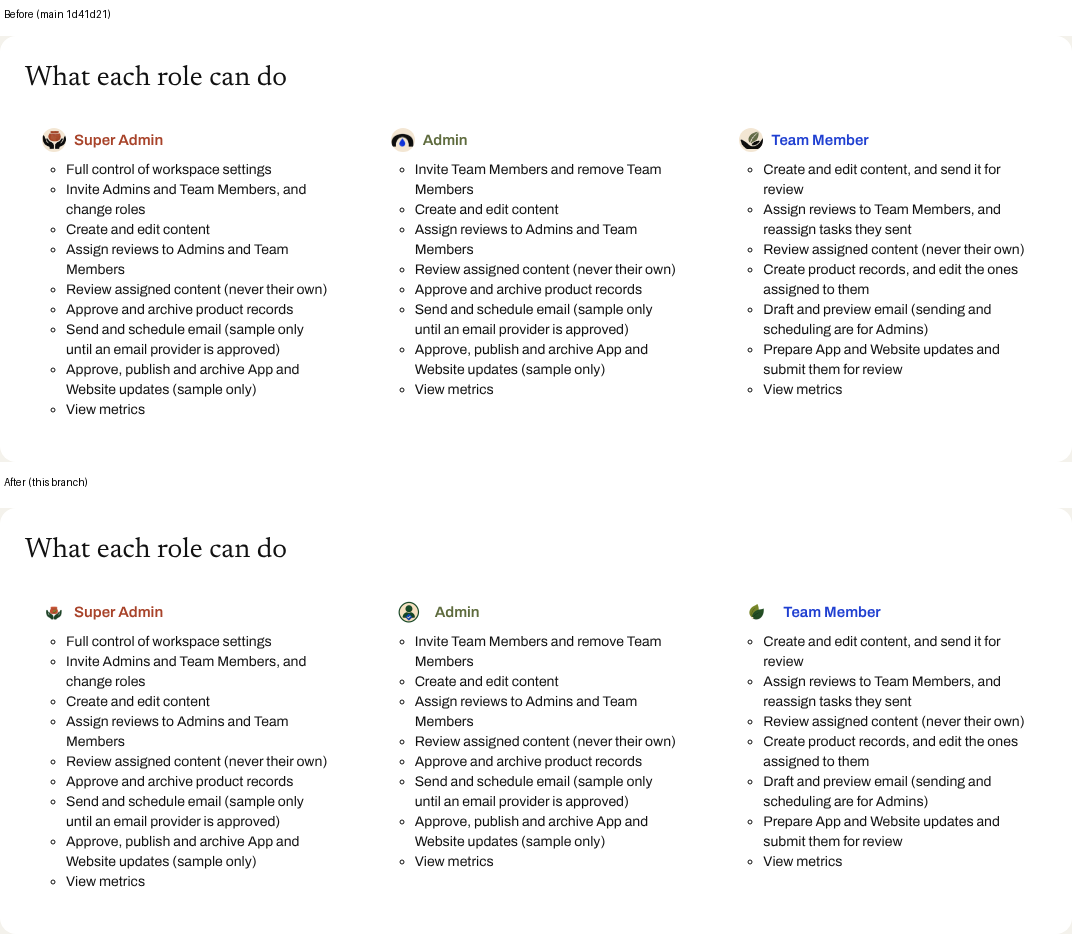 Before (main 1d41d21)
What each role can do
Super Admin
Full control of workspace settings
Invite Admins and Team Members, and
change roles
Create and edit content
Assign reviews to Admins and Team
Members
Review assigned content (never their own)
Approve and archive product records
Send and schedule email (sample only
until an email provider is approved)
Approve, publish and archive App and
Website updates (sample only)
View metrics
Admin
Invite Team Members and remove Team
Members
Create and edit content
Assign reviews to Admins and Team
Members
Review assigned content (never their own)
Approve and archive product records
Send and schedule email (sample only
until an email provider is approved)
Approve, publish and archive App and
Website updates (sample only)
View metrics
Team Member
Create and edit content, and send it for
review
Assign reviews to Team Members, and
reassign tasks they sent
Review assigned content (never their own)
Create product records, and edit the ones
assigned to them
Draft and preview email (sending and
scheduling are for Admins)
Prepare App and Website updates and
submit them for review
View metrics
After (this branch)
What each role can do
Super Admin
Full control of workspace settings
Invite Admins and Team Members, and
change roles
Create and edit content
Assign reviews to Admins and Team
Members
Review assigned content (never their own)
Approve and archive product records
Send and schedule email (sample only
until an email provider is approved)
Approve, publish and archive App and
Website updates (sample only)
View metrics
Admin
Invite Team Members and remove Team
Members
Create and edit content
Assign reviews to Admins and Team
Members
Review assigned content (never their own)
Approve and archive product records
Send and schedule email (sample only
until an email provider is approved)
Approve, publish and archive App and
Website updates (sample only)
View metrics
Team Member
Create and edit content, and send it for
review
Assign reviews to Team Members, and
reassign tasks they sent
Review assigned content (never their own)
Create product records, and edit the ones
assigned to them
Draft and preview email (sending and
scheduling are for Admins)
Prepare App and Website updates and
submit them for review
View metrics